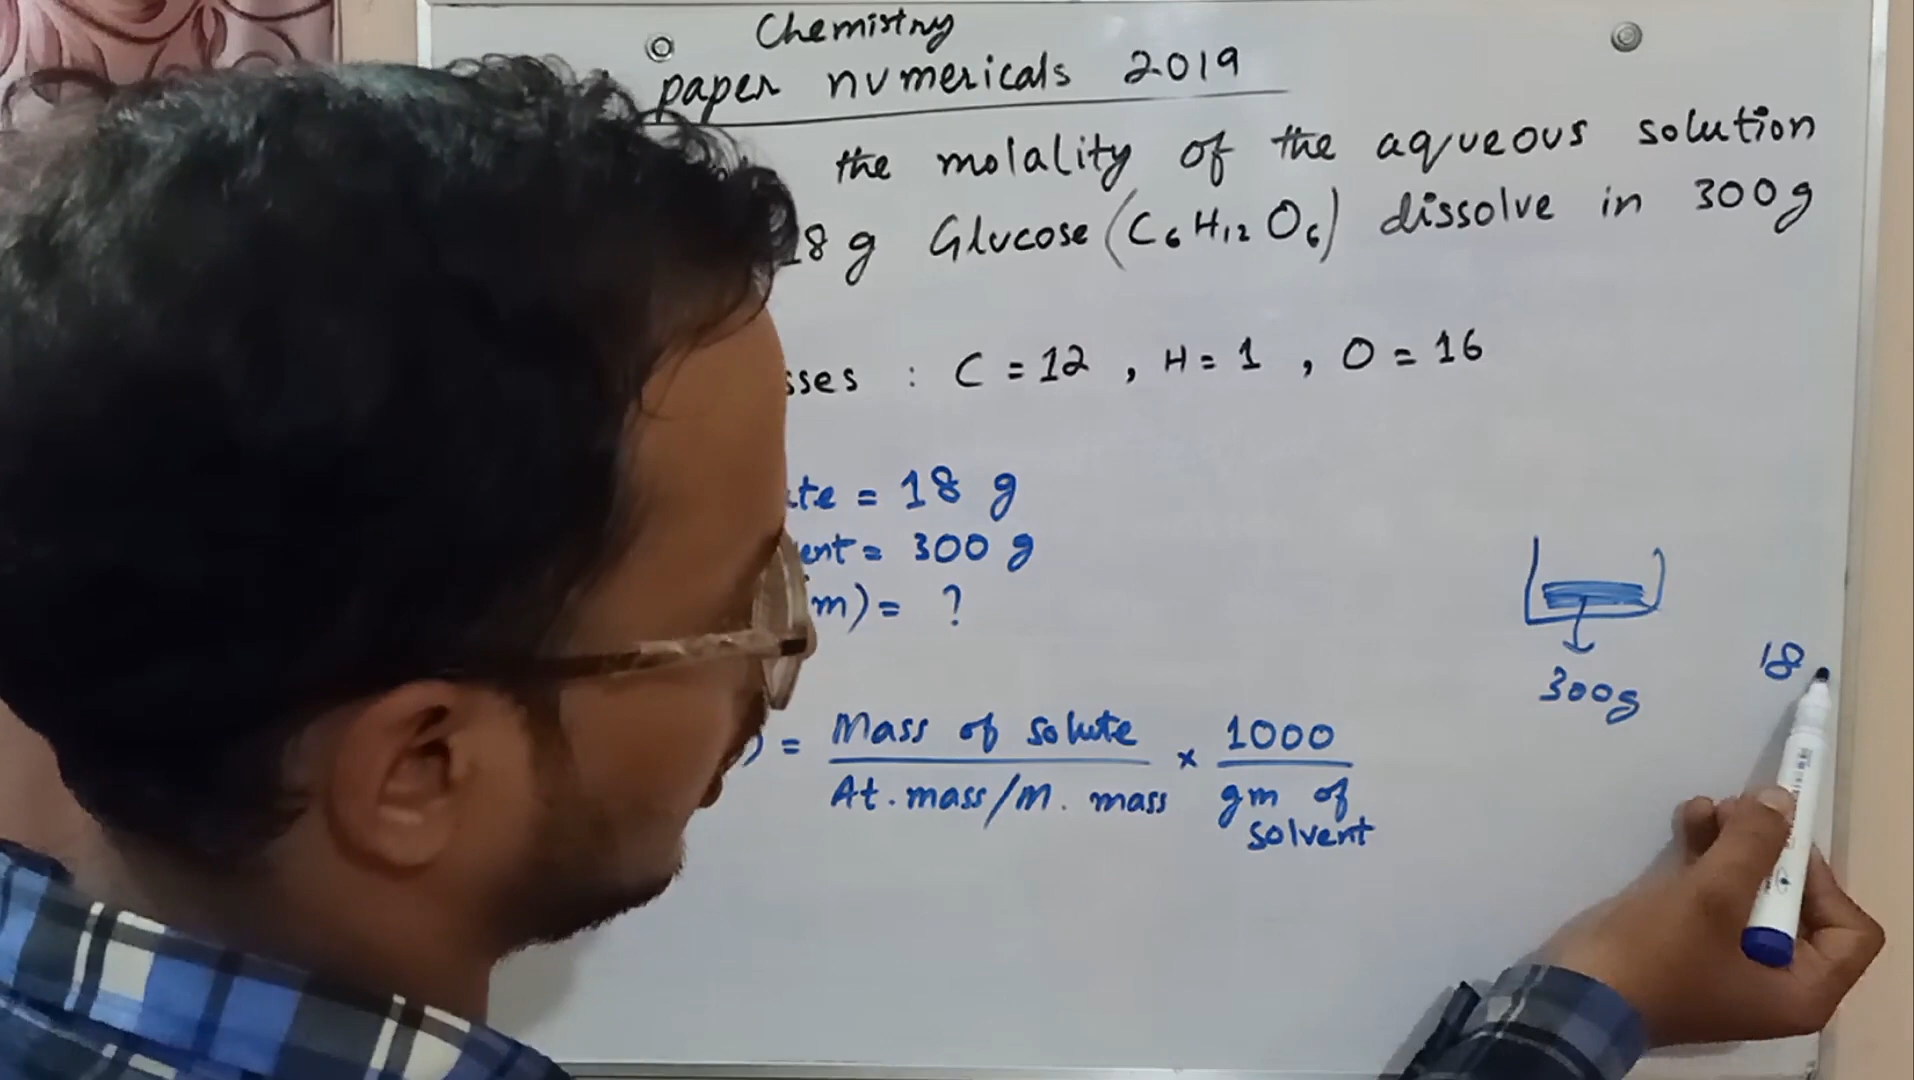 Chemistry
paper numericals 2019
the molality of the aqueous solution
18 g Glucose (C6H12O6) dissolve in 300g
sses : C = 12 , H = 1 , O = 16
te = 18 g
ent = 300 g
m) = ?
) = Mass of solute × 1000
At. mass/M. mass gm of
solvent
300g
18